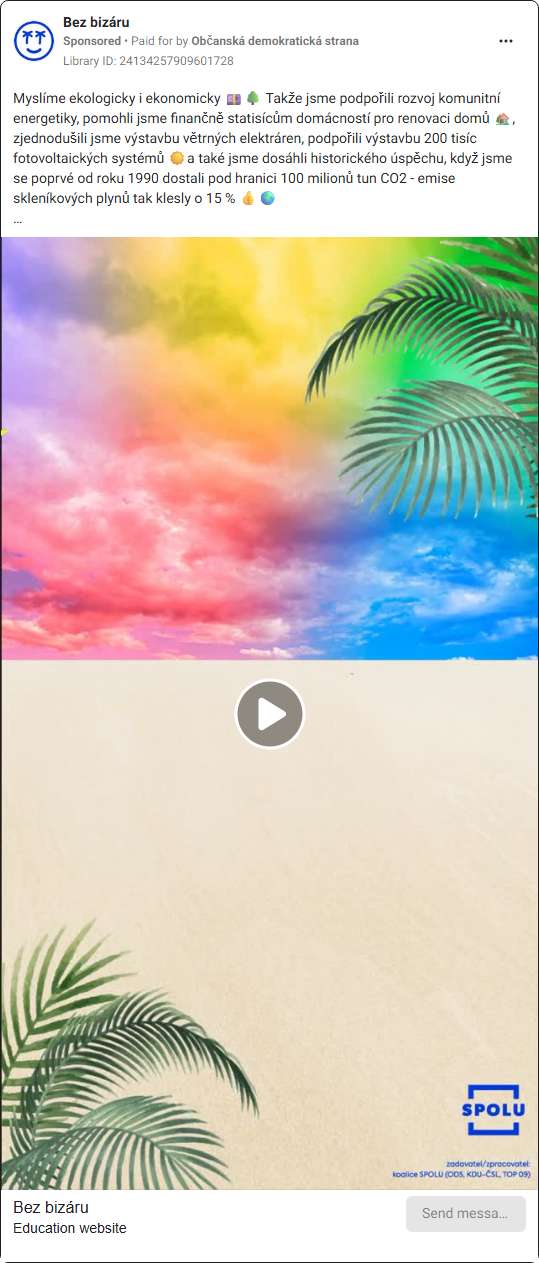 Bez bizáru
Sponsored • Paid for by Občanská demokratická strana
Library ID: 24134257909601728
Myslíme ekologicky i ekonomicky 💷 🌳 Takže jsme podpořili rozvoj komunitní
energetiky, pomohli jsme finančně statisícům domácností pro renovaci domů 🏠,
zjednodušili jsme výstavbu větrných elektráren, podpořili výstavbu 200 tisíc
fotovoltaických systémů 🌞 a také jsme dosáhli historického úspěchu, když jsme
se poprvé od roku 1990 dostali pod hranici 100 milionů tun CO2 - emise
skleníkových plynů tak klesly o 15 % 👍 🌍
...
SPOLU
zadavatel/zpracovatel:
koalice SPOLU (ODS, KDU-ČSL, TOP 09)
Bez bizáru
Education website
Send messa...